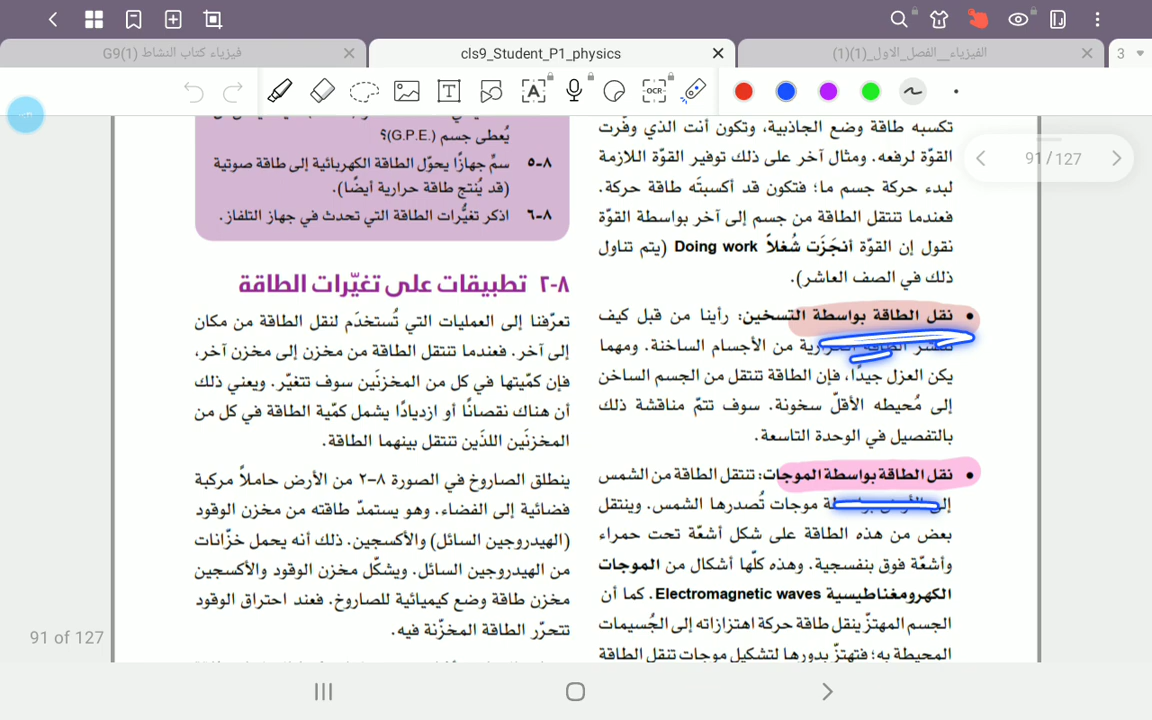 فيزياء كتاب النشاط G9(1)
cls9_Student_P1_physics
الفيزياء__الفصل_الاول_(1)(1)
3
A
OCR
91/127
تكسبه طاقة وضع الجاذبية، وتكون أنت الذي وفّرت
القوّة لرفعه. ومثال آخر على ذلك توفير القوّة اللازمة
لبدء حركة جسم ما؛ فتكون قد أكسبتَه طاقة حركة.
فعندما تنتقل الطاقة من جسم إلى آخر بواسطة القوّة
نقول إن القوّة أنجَزَت شُغلاً Doing work (يتم تناول
ذلك في الصف العاشر).
• نقل الطاقة بواسطة التسخين: رأينا من قبل كيف
من الأجسام الساخنة. ومهما
يكن العزل جيدًا، فإن الطاقة تنتقل من الجسم الساخن
إلى مُحيطه الأقلّ سخونة. سوف تتمّ مناقشة ذلك
بالتفصيل في الوحدة التاسعة.
• نقل الطاقة بواسطة الموجات: تنتقل الطاقة من الشمس
إلى موجات تُصدرها الشمس. وينتقل
بعض من هذه الطاقة على شكل أشعّة تحت حمراء
وأشعّة فوق بنفسجية. وهذه كلّها أشكال من الموجات
الكهرومغناطيسية Electromagnetic waves. كما أن
الجسم المهتزّ ينقل طاقة حركة اهتزازاته إلى الجُسيمات
المحيطة به؛ فتهتزّ بدورها لتشكيل موجات تنقل الطاقة
يُعطى جسم (G.P.E.)؟
٨-٥ سمِّ جهازًا يحوّل الطاقة الكهربائية إلى طاقة صوتية
(قد يُنتج طاقة حرارية أيضًا).
٨-٦ اذكر تغيُّرات الطاقة التي تحدث في جهاز التلفاز.
٨-٢ تطبيقات على تغيّرات الطاقة
تعرّفنا إلى العمليات التي تُستخدَم لنقل الطاقة من مكان
إلى آخر. فعندما تنتقل الطاقة من مخزن إلى مخزن آخر،
فإن كمّيتها في كل من المخزنَين سوف تتغيّر. ويعني ذلك
أن هناك نقصانًا أو ازديادًا يشمل كمّية الطاقة في كل من
المخزنَين اللذَين تنتقل بينهما الطاقة.
ينطلق الصاروخ في الصورة ٨-٢ من الأرض حاملاً مركبة
فضائية إلى الفضاء. وهو يستمدّ طاقته من مخزن الوقود
(الهيدروجين السائل) والأكسجين. ذلك أنه يحمل خزّانات
من الهيدروجين السائل. ويشكّل مخزن الوقود والأكسجين
مخزن طاقة وضع كيميائية للصاروخ. فعند احتراق الوقود
تتحرّر الطاقة المخزّنة فيه.
91 of 127